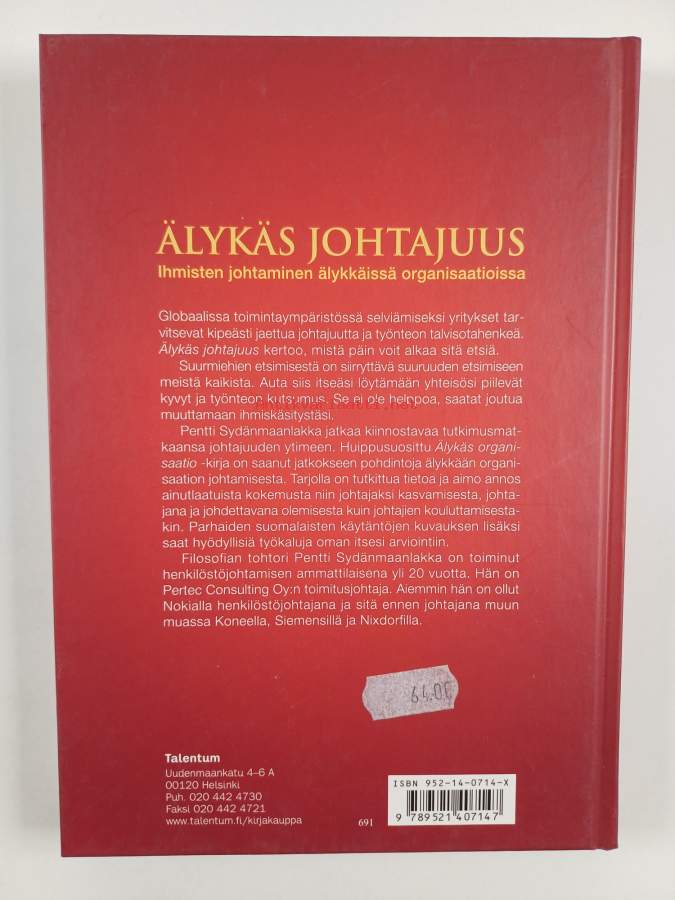 ÄLYKÄS JOHTAJUUS
Ihmisten johtaminen älykkäissä organisaatioissa
Globaalissa toimintaympäristössä selviämiseksi yritykset tar-
vitsevat kipeästi jaettua johtajuutta ja työnteon talvisotahenkeä.
Älykäs johtajuus kertoo, mistä päin voit alkaa sitä etsiä.
Suurmiehien etsimisestä on siirryttävä suuruuden etsimiseen
meistä kaikista. Auta siis itseäsi löytämään yhteisösi piilevät
kyvyt ja työnteon kutsumus. Se ei ole helppoa, saatat joutua
muuttamaan ihmiskäsitystäsi.
Pentti Sydänmaanlakka jatkaa kiinnostavaa tutkimusmat-
kaansa johtajuuden ytimeen. Huippusuosittu Älykäs organi-
saatio -kirja on saanut jatkokseen pohdintoja älykkään organi-
saation johtamisesta. Tarjolla on tutkittua tietoa ja aimo annos
ainutlaatuista kokemusta niin johtajaksi kasvamisesta, johta-
jana ja johdettavana olemisesta kuin johtajien kouluttamisesta-
kin. Parhaiden suomalaisten käytäntöjen kuvauksen lisäksi
saat hyödyllisiä työkaluja oman itsesi arviointiin.
Filosofian tohtori Pentti Sydänmaanlakka on toiminut
henkilöstöjohtamisen ammattilaisena yli 20 vuotta. Hän on
Pertec Consulting Oy:n toimitusjohtaja. Aiemmin hän on ollut
Nokialla henkilöstöjohtajana ja sitä ennen johtajana muun
muassa Koneella, Siemensillä ja Nixdorfilla.
64.0€
Talentum
Uudenmaankatu 4–6 A
00120 Helsinki
Puh. 020 442 4730
Faksi 020 442 4721
www.talentum.fi/kirjakauppa
691
ISBN 952-14-0714-X
9 789521 407147